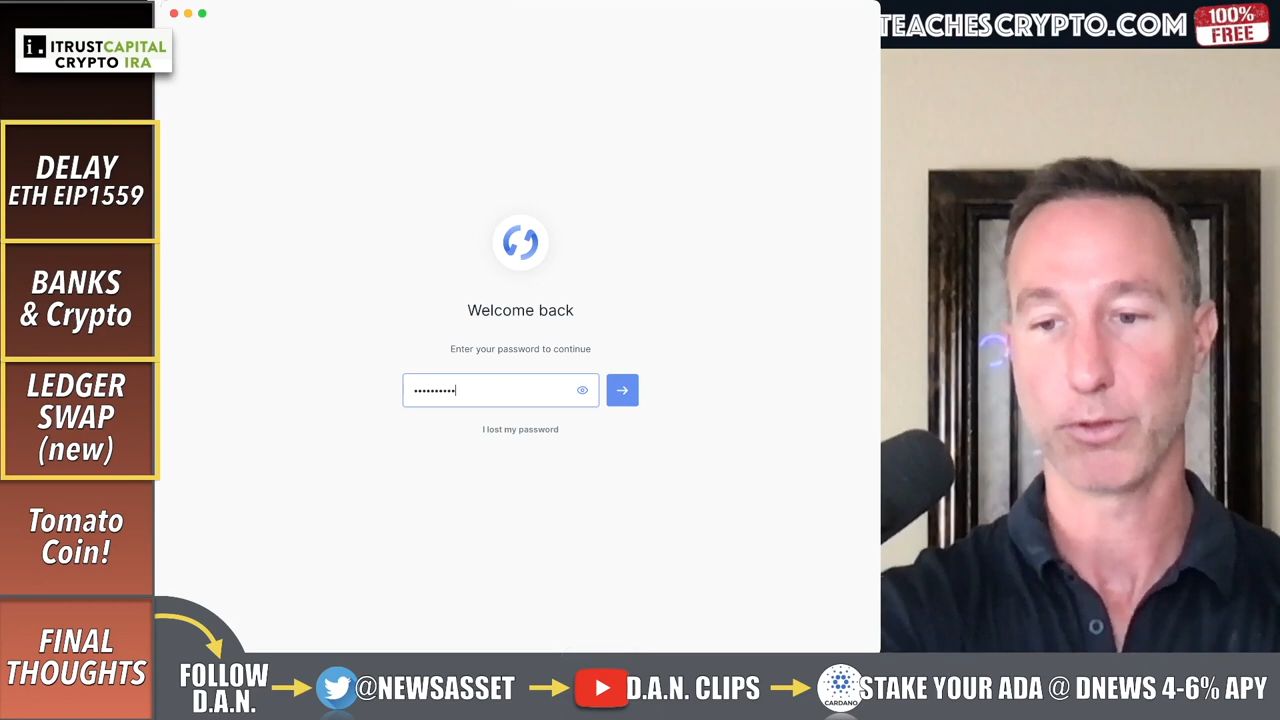 TEACHESCRYPTO.COM
100%
FREE
i. ITRUSTCAPITAL
CRYPTO IRA
DELAY
ETH EIP1559
BANKS
& Crypto
LEDGER
SWAP
(new)
Tomato
Coin!
FINAL
THOUGHTS
Welcome back
Enter your password to continue
••••••••••
I lost my password
FOLLOW
D.A.N.
@NEWSASSET
D.A.N. CLIPS
CARDANO
STAKE YOUR ADA @ DNEWS 4-6% APY